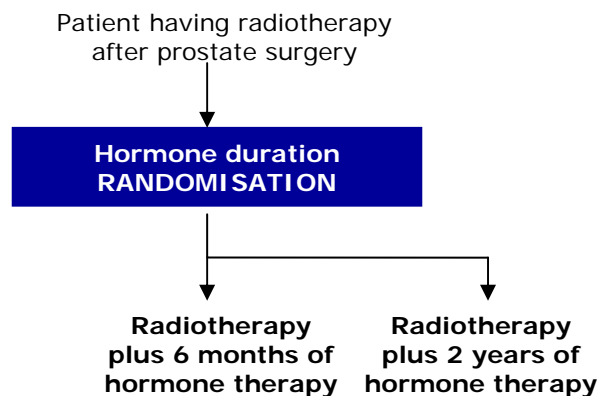 Patient having radiotherapy
after prostate surgery
Hormone duration
RANDOMISATION
Radiotherapy
plus 6 months of
hormone therapy
Radiotherapy
plus 2 years of
hormone therapy